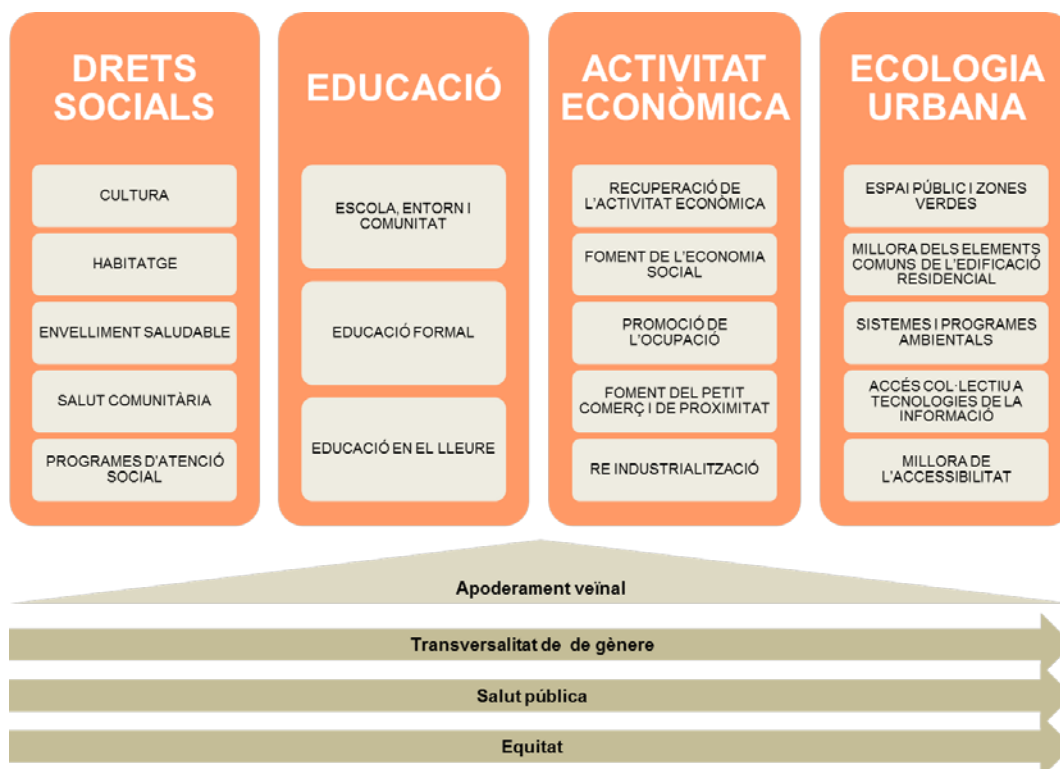 DRETS
SOCIALS
CULTURA
HABITATGE
ENVELLIMENT SALUDABLE
SALUT COMUNITÀRIA
PROGRAMES D'ATENCIÓ
SOCIAL
EDUCACIÓ
ESCOLA, ENTORN I
COMUNITAT
EDUCACIÓ FORMAL
EDUCACIÓ EN EL LLEURE
ACTIVITAT
ECONÒMICA
RECUPERACIÓ DE
L'ACTIVITAT ECONÒMICA
FOMENT DE L'ECONOMIA
SOCIAL
PROMOCIÓ DE
L'OCUPACIÓ
FOMENT DEL PETIT
COMERÇ I DE PROXIMITAT
RE INDUSTRIALITZACIÓ
ECOLOGIA
URBANA
ESPAI PÚBLIC I ZONES
VERDES
MILLORA DELS ELEMENTS
COMUNS DE L'EDIFICACIÓ
RESIDENCIAL
SISTEMES I PROGRAMES
AMBIENTALS
ACCÉS COL·LECTIU A
TECNOLOGIES DE LA
INFORMACIÓ
MILLORA DE
L'ACCESSIBILITAT
Apoderament veïnal
Transversalitat de de gènere
Salut pública
Equitat